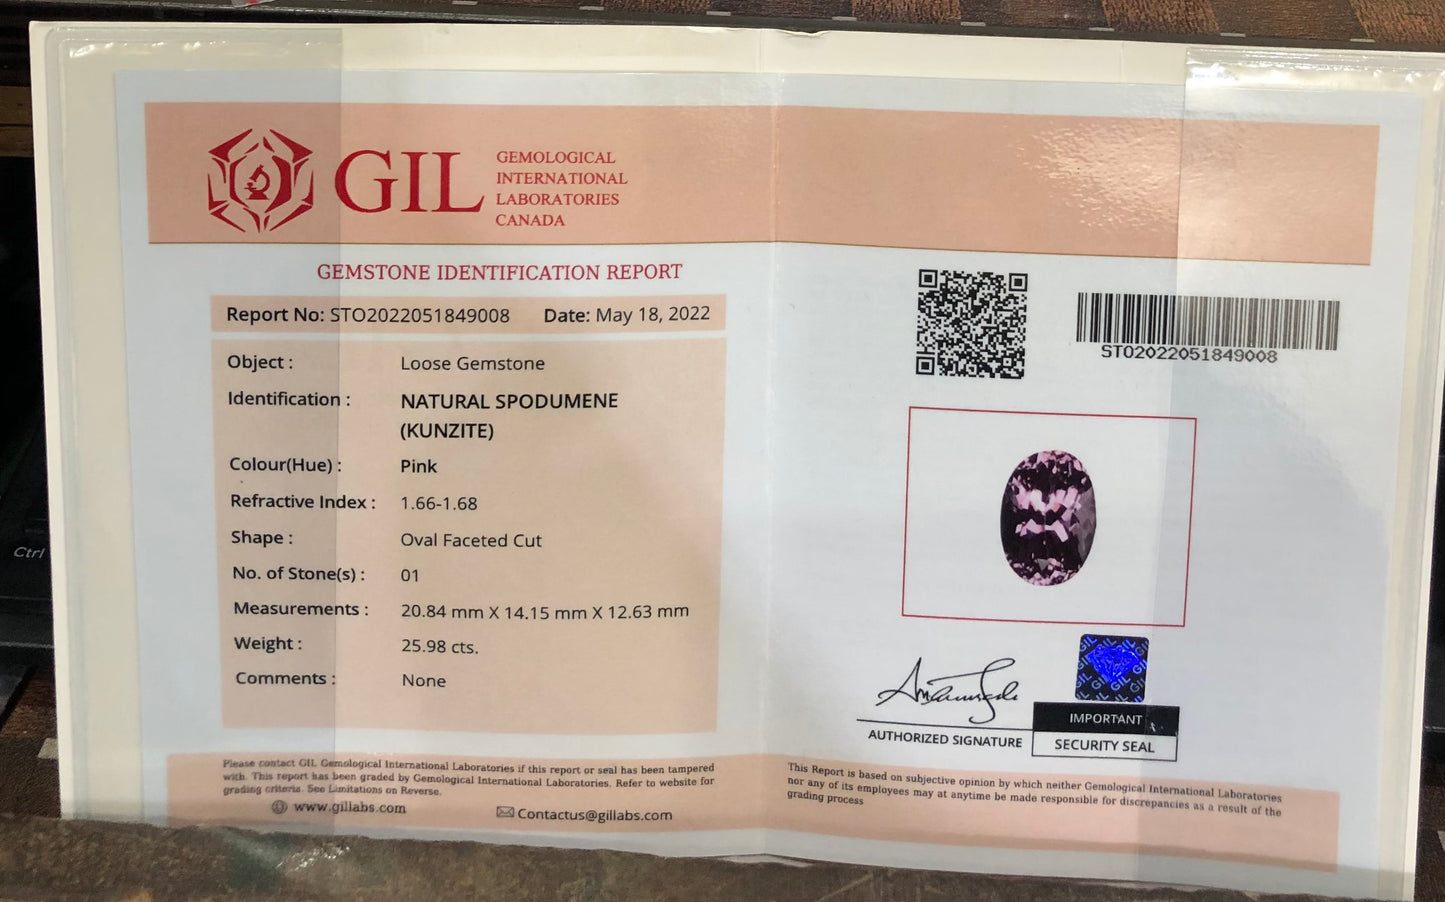 GIL
GEMOLOGICAL
INTERNATIONAL
LABORATORIES
CANADA
GEMSTONE IDENTIFICATION REPORT
Report No: STO2022051849008 Date: May 18, 2022
Object : Loose Gemstone
Identification : NATURAL SPODUMENE
(KUNZITE)
Colour(Hue) : Pink
Refractive Index : 1.66-1.68
Shape : Oval Faceted Cut
No. of Stone(s) : 01
Measurements : 20.84 mm X 14.15 mm X 12.63 mm
Weight : 25.98 cts.
Comments : None
Please contact GIL Gemological International Laboratories if this report or seal has been tampered
with. This report has been graded by Gemological International Laboratories. Refer to website for
grading criteria. See Limitations on Reverse.
www.gillabs.com Contactus@gillabs.com
STO2022051849008
GIL
AUTHORIZED SIGNATURE
IMPORTANT
SECURITY SEAL
This Report is based on subjective opinion by which neither Gemological International Laboratories
nor any of its employees may at anytime be made responsible for discrepancies as a result of the
grading process
Ctrl